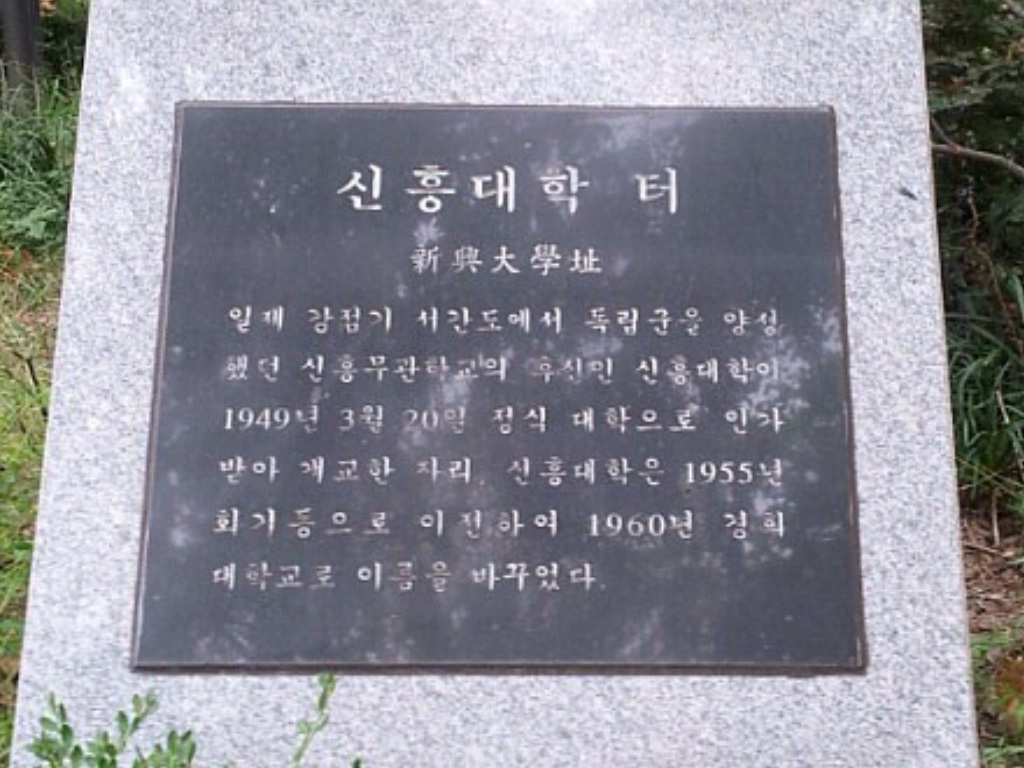 신흥대학 터
新興大學址
일제 강점기 서간도에서 독립군을 양성
했던 신흥무관학교의 후신인 신흥대학이
1949년 3월 20일 정식 대학으로 인가
받아 개교한 자리. 신흥대학은 1955년
회기동으로 이전하여 1960년 경희
대학교로 이름을 바꾸었다.